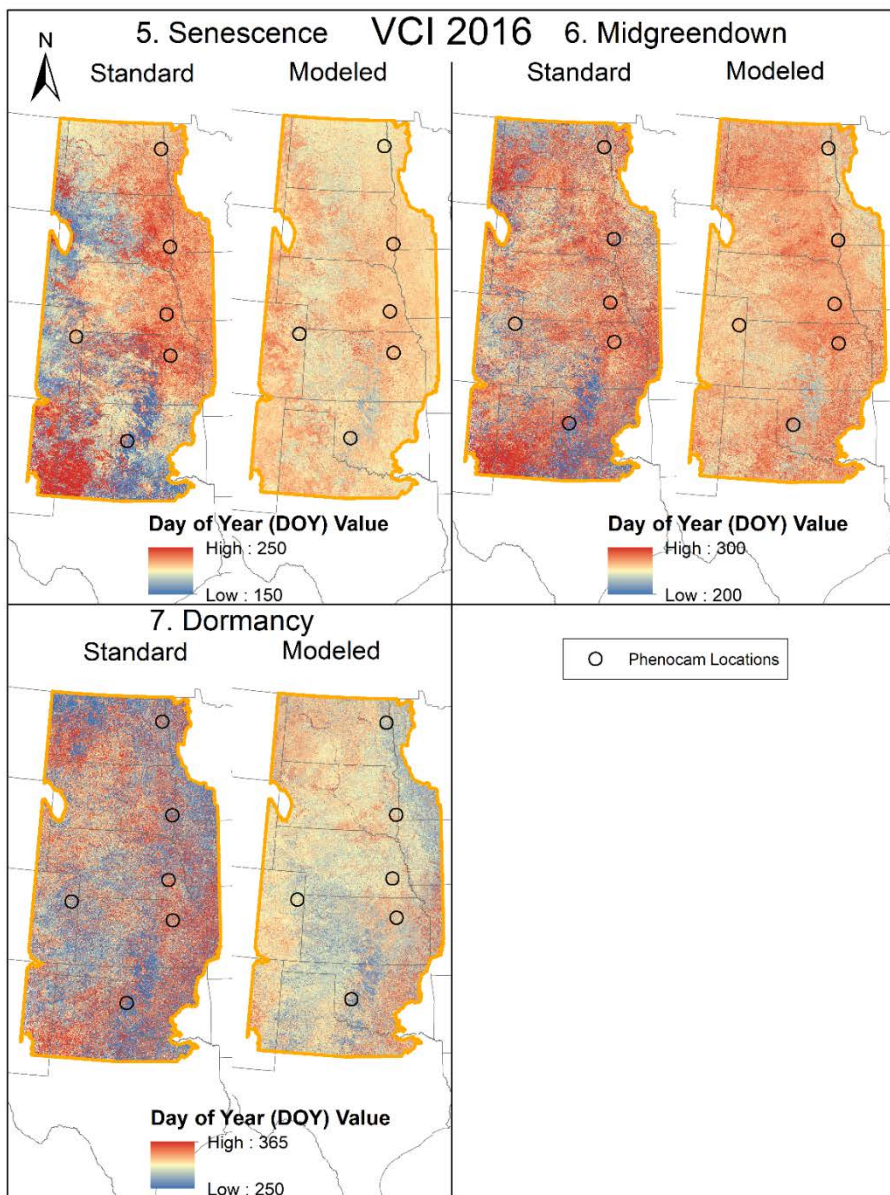 VCI 2016
5. Senescence
6. Midgreendown
N
Standard
Modeled
Standard
Modeled
Day of Year (DOY) Value
High : 250
Low : 150
Day of Year (DOY) Value
High : 300
Low : 200
7. Dormancy
Standard
Modeled
Phenocam Locations
Day of Year (DOY) Value
High : 365
Low : 250